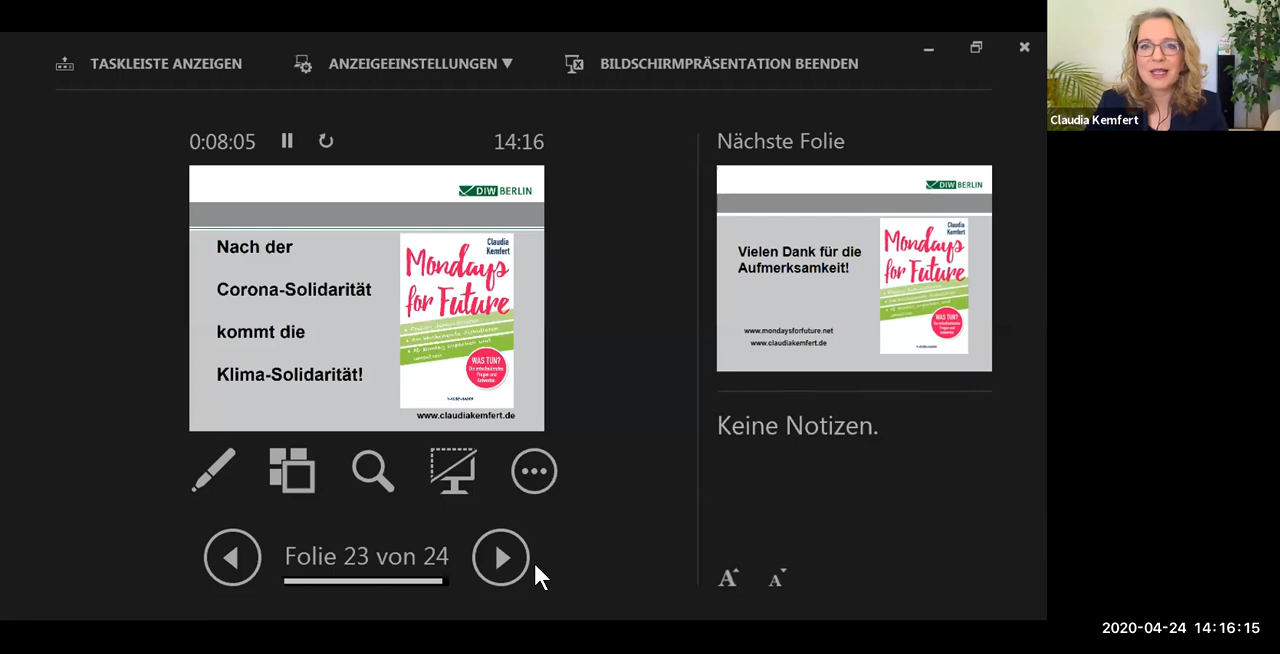 TASKLEISTE ANZEIGEN
ANZEIGEEINSTELLUNGEN ▼
BILDSCHIRMPRÄSENTATION BEENDEN
Claudia Kemfert
0:08:05
14:16
DIW BERLIN
Nach der
Corona-Solidarität
kommt die
Klima-Solidarität!
Claudia
Kemfert
Mondays
for Future
WAS TUN?
www.claudiakemfert.de
Folie 23 von 24
Nächste Folie
DIW BERLIN
Vielen Dank für die
Aufmerksamkeit!
Claudia
Kemfert
Mondays
for Future
WAS TUN?
www.mondaysforfuture.net
www.claudiakemfert.de
Keine Notizen.
A A
2020-04-24 14:16:15